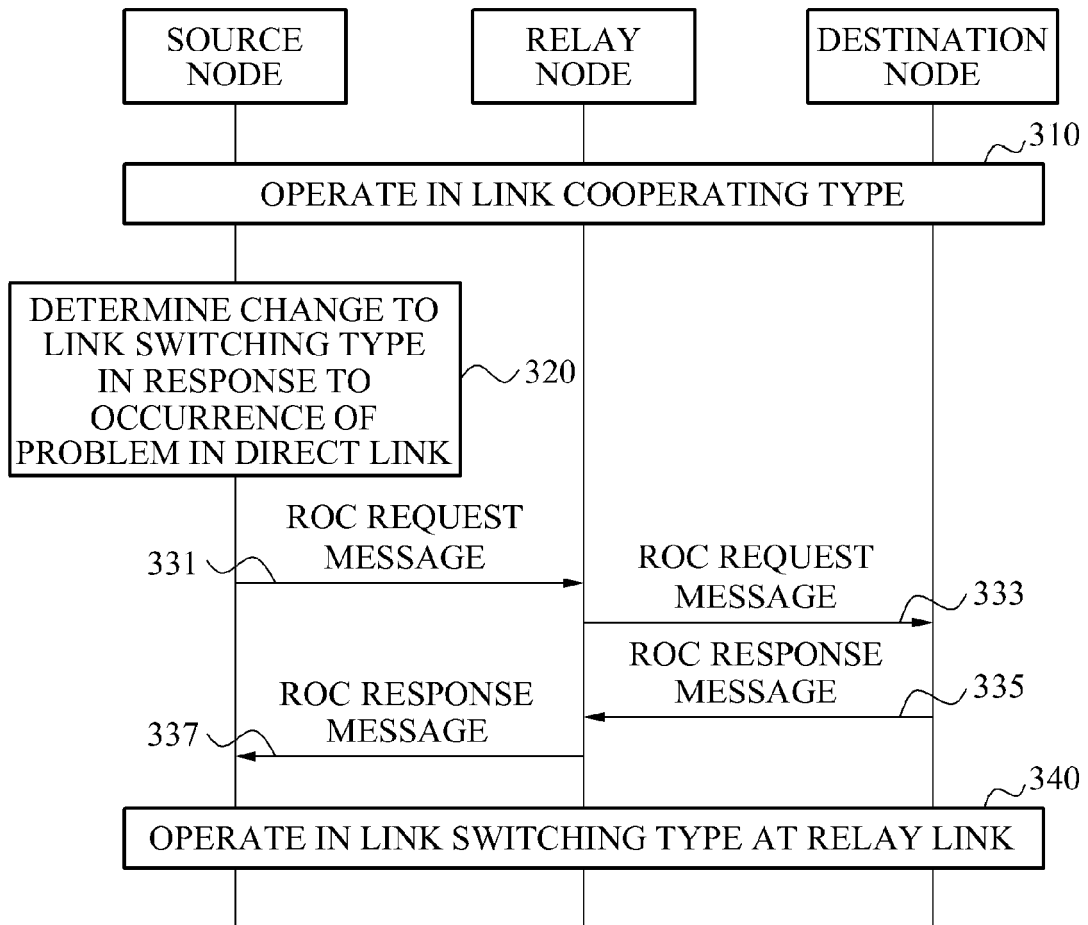 SOURCE
NODE
RELAY
NODE
DESTINATION
NODE
310
OPERATE IN LINK COOPERATING TYPE
DETERMINE CHANGE TO
LINK SWITCHING TYPE
IN RESPONSE TO
OCCURRENCE OF
PROBLEM IN DIRECT LINK
320
ROC REQUEST
MESSAGE
331
ROC REQUEST
MESSAGE
333
ROC RESPONSE
MESSAGE
335
ROC RESPONSE
MESSAGE
337
340
OPERATE IN LINK SWITCHING TYPE AT RELAY LINK